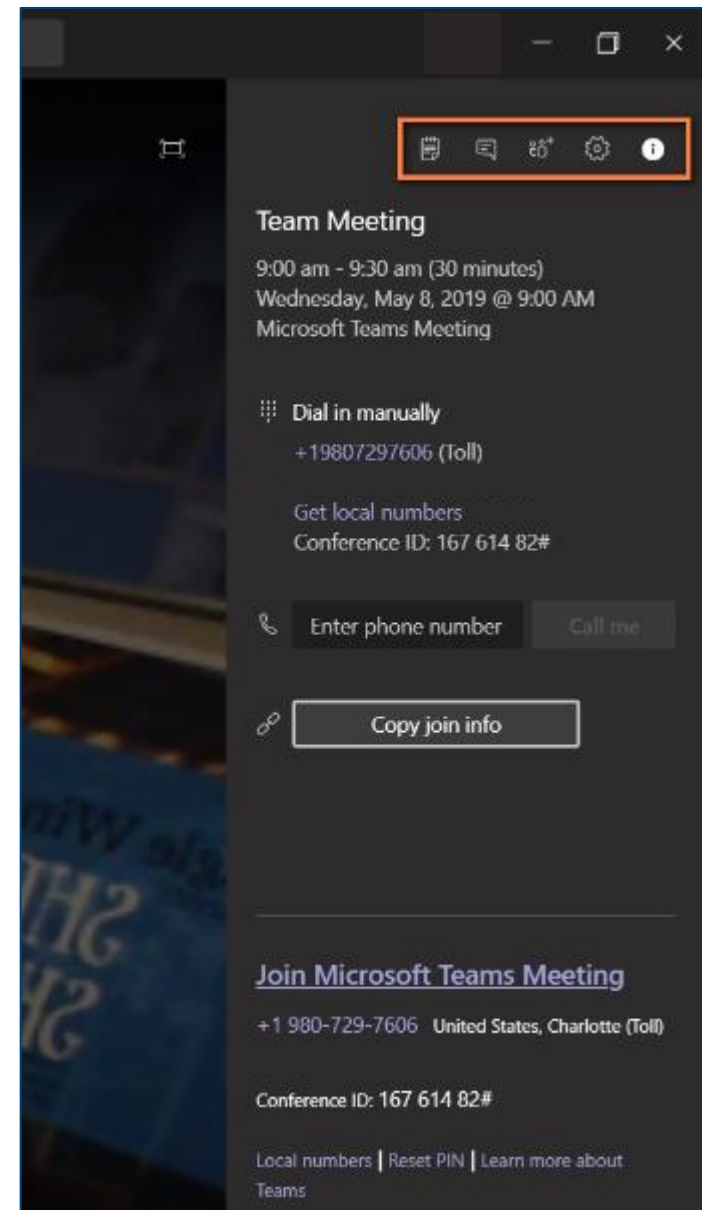 Team Meeting
9:00 am - 9:30 am (30 minutes)
Wednesday, May 8, 2019 @ 9:00 AM
Microsoft Teams Meeting
Dial in manually
+19807297606 (Toll)
Get local numbers
Conference ID: 167 614 82#
Enter phone number Call me
Copy join info
Join Microsoft Teams Meeting
+1 980-729-7606 United States, Charlotte (Toll)
Conference ID: 167 614 82#
Local numbers | Reset PIN | Learn more about
Teams